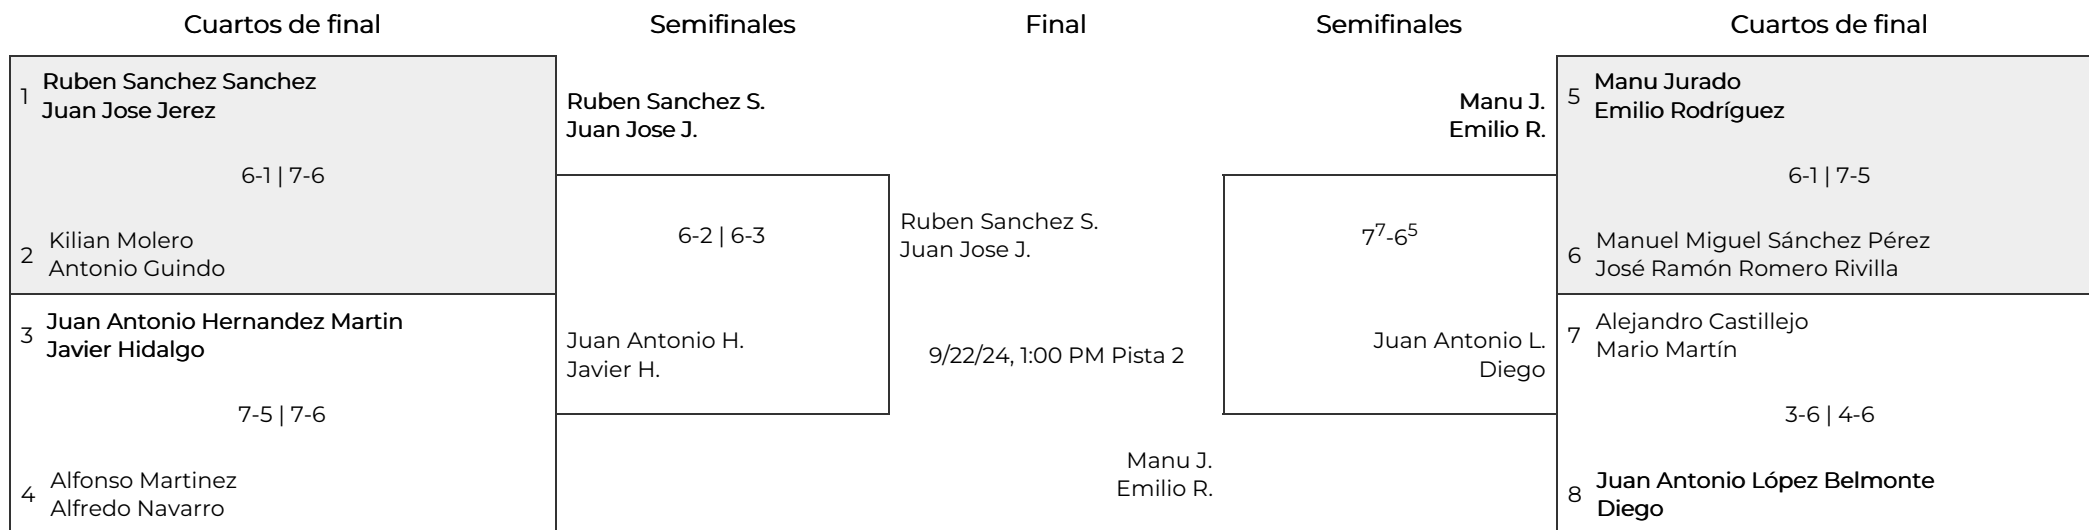 Cuartos de final
Semifinales
Final
Semifinales
Cuartos de final
1
Ruben Sanchez Sanchez
Juan Jose Jerez
6-1 | 7-6
2
Kilian Molero
Antonio Guindo
3
Juan Antonio Hernandez Martin
Javier Hidalgo
7-5 | 7-6
4
Alfonso Martinez
Alfredo Navarro
Ruben Sanchez S.
Juan Jose J.
6-2 | 6-3
Juan Antonio H.
Javier H.
Ruben Sanchez S.
Juan Jose J.
9/22/24, 1:00 PM Pista 2
Manu J.
Emilio R.
Manu J.
Emilio R.
7⁷-6⁵
Juan Antonio L.
Diego
5
Manu Jurado
Emilio Rodríguez
6-1 | 7-5
6
Manuel Miguel Sánchez Pérez
José Ramón Romero Rivilla
7
Alejandro Castillejo
Mario Martín
3-6 | 4-6
8
Juan Antonio López Belmonte
Diego